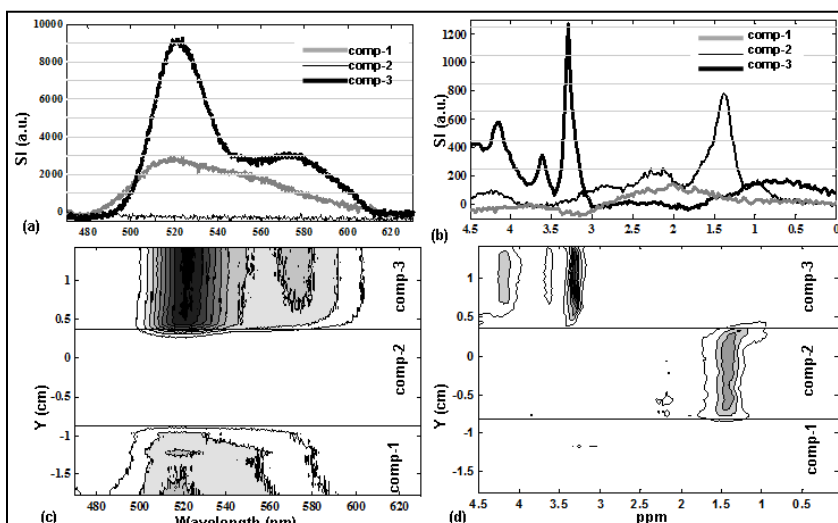 10000
8000
6000
4000
2000
0
SI (a.u.)
comp-1
comp-2
comp-3
(a)
480 500 520 540 560 580 600 620
1200
1000
800
600
400
200
0
SI (a.u.)
comp-1
comp-2
comp-3
(b)
4.5 4 3.5 3 2.5 2 1.5 1 0.5 0
1
0.5
0
-0.5
-1
-1.5
Y (cm)
comp-3
comp-2
comp-1
(c)
480 500 520 540 560 580 600 620
Wavelength (nm)
1
0.5
0
-0.5
-1
-1.5
Y (cm)
comp-3
comp-2
comp-1
(d)
4.5 4 3.5 3 2.5 2 1.5 1 0.5 0
ppm